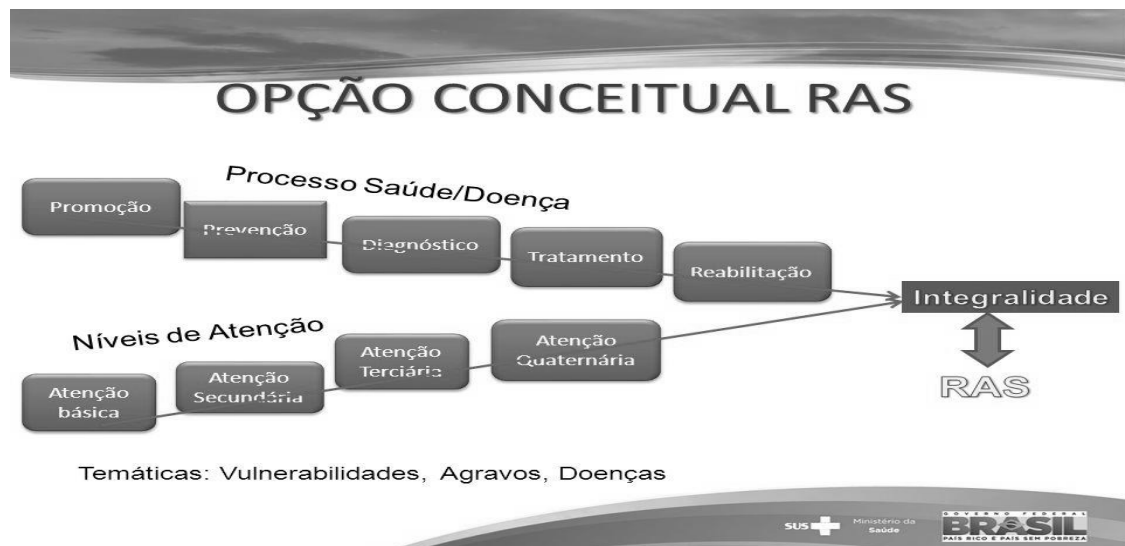 OPÇÃO CONCEITUAL RAS
Processo Saúde/Doença
Promoção
Prevenção
Diagnóstico
Tratamento
Reabilitação
Integralidade
RAS
Níveis de Atenção
Atenção
básica
Atenção
Secundária
Atenção
Terciária
Atenção
Quaternária
Temáticas: Vulnerabilidades, Agravos, Doenças
SUS
Ministério da
Saúde
GOVERNO FEDERAL
BRASIL
PAÍS RICO É PAÍS SEM POBREZA